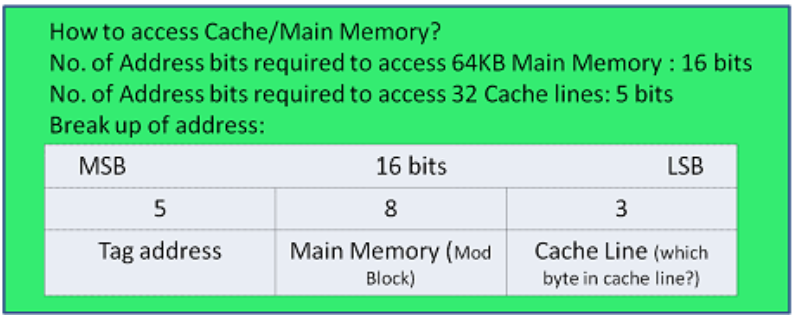 How to access Cache/Main Memory?
No. of Address bits required to access 64KB Main Memory : 16 bits
No. of Address bits required to access 32 Cache lines: 5 bits
Break up of address:
MSB 16 bits LSB
5 8 3
Tag address Main Memory (Mod Block) Cache Line (which byte in cache line?)